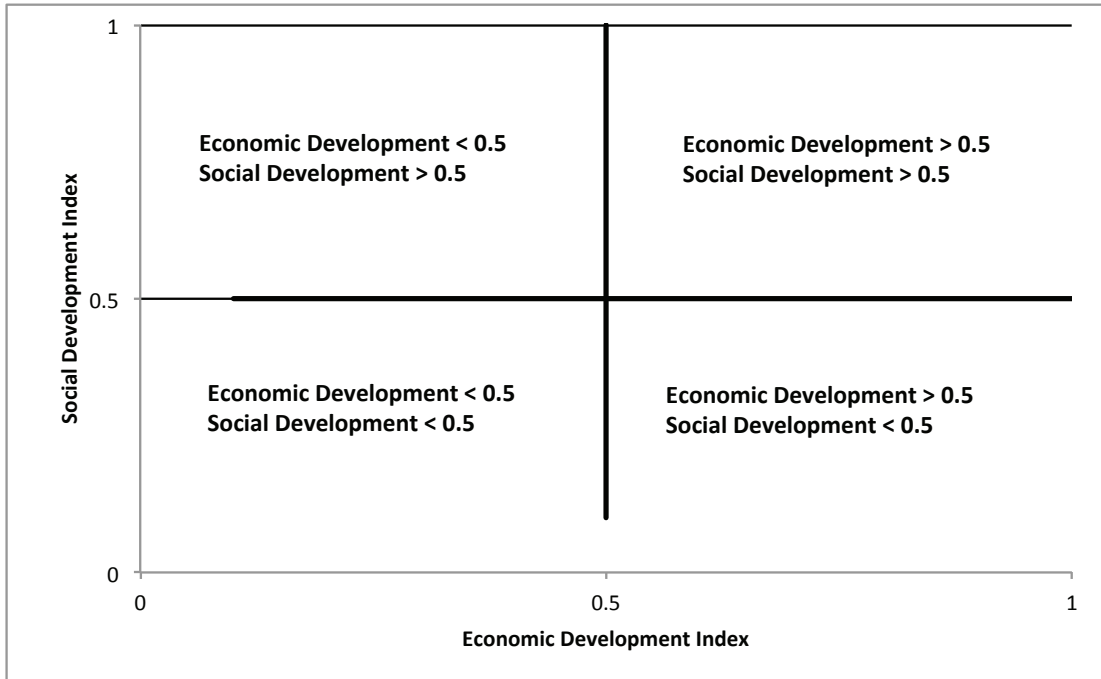 1
Economic Development < 0.5
Social Development > 0.5
Economic Development > 0.5
Social Development > 0.5
Social Development Index
0.5
Economic Development < 0.5
Social Development < 0.5
Economic Development > 0.5
Social Development < 0.5
0
0 0.5 1
Economic Development Index